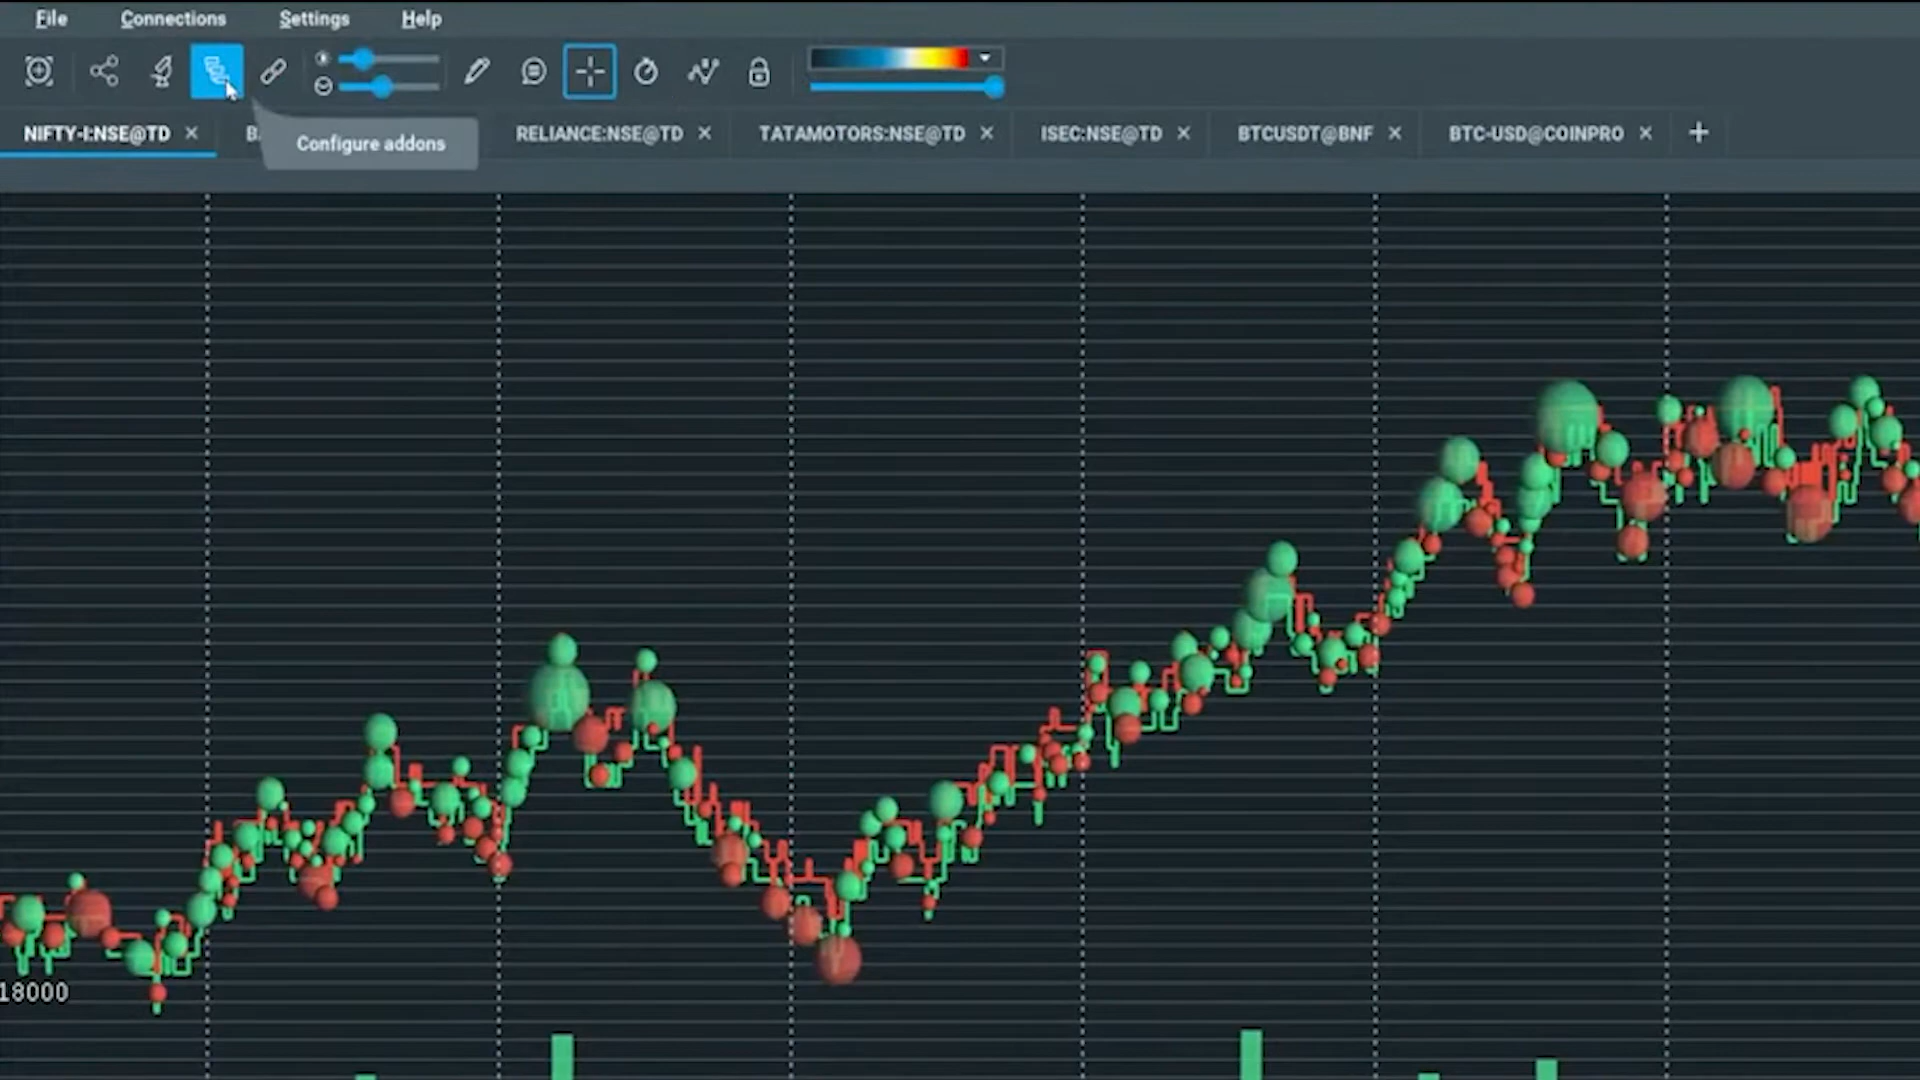 File Connections Settings Help
Configure addons
NIFTY-I:NSE@TD RELIANCE:NSE@TD TATAMOTORS:NSE@TD ISEC:NSE@TD BTCUSDT@BNF BTC-USD@COINPRO
18000